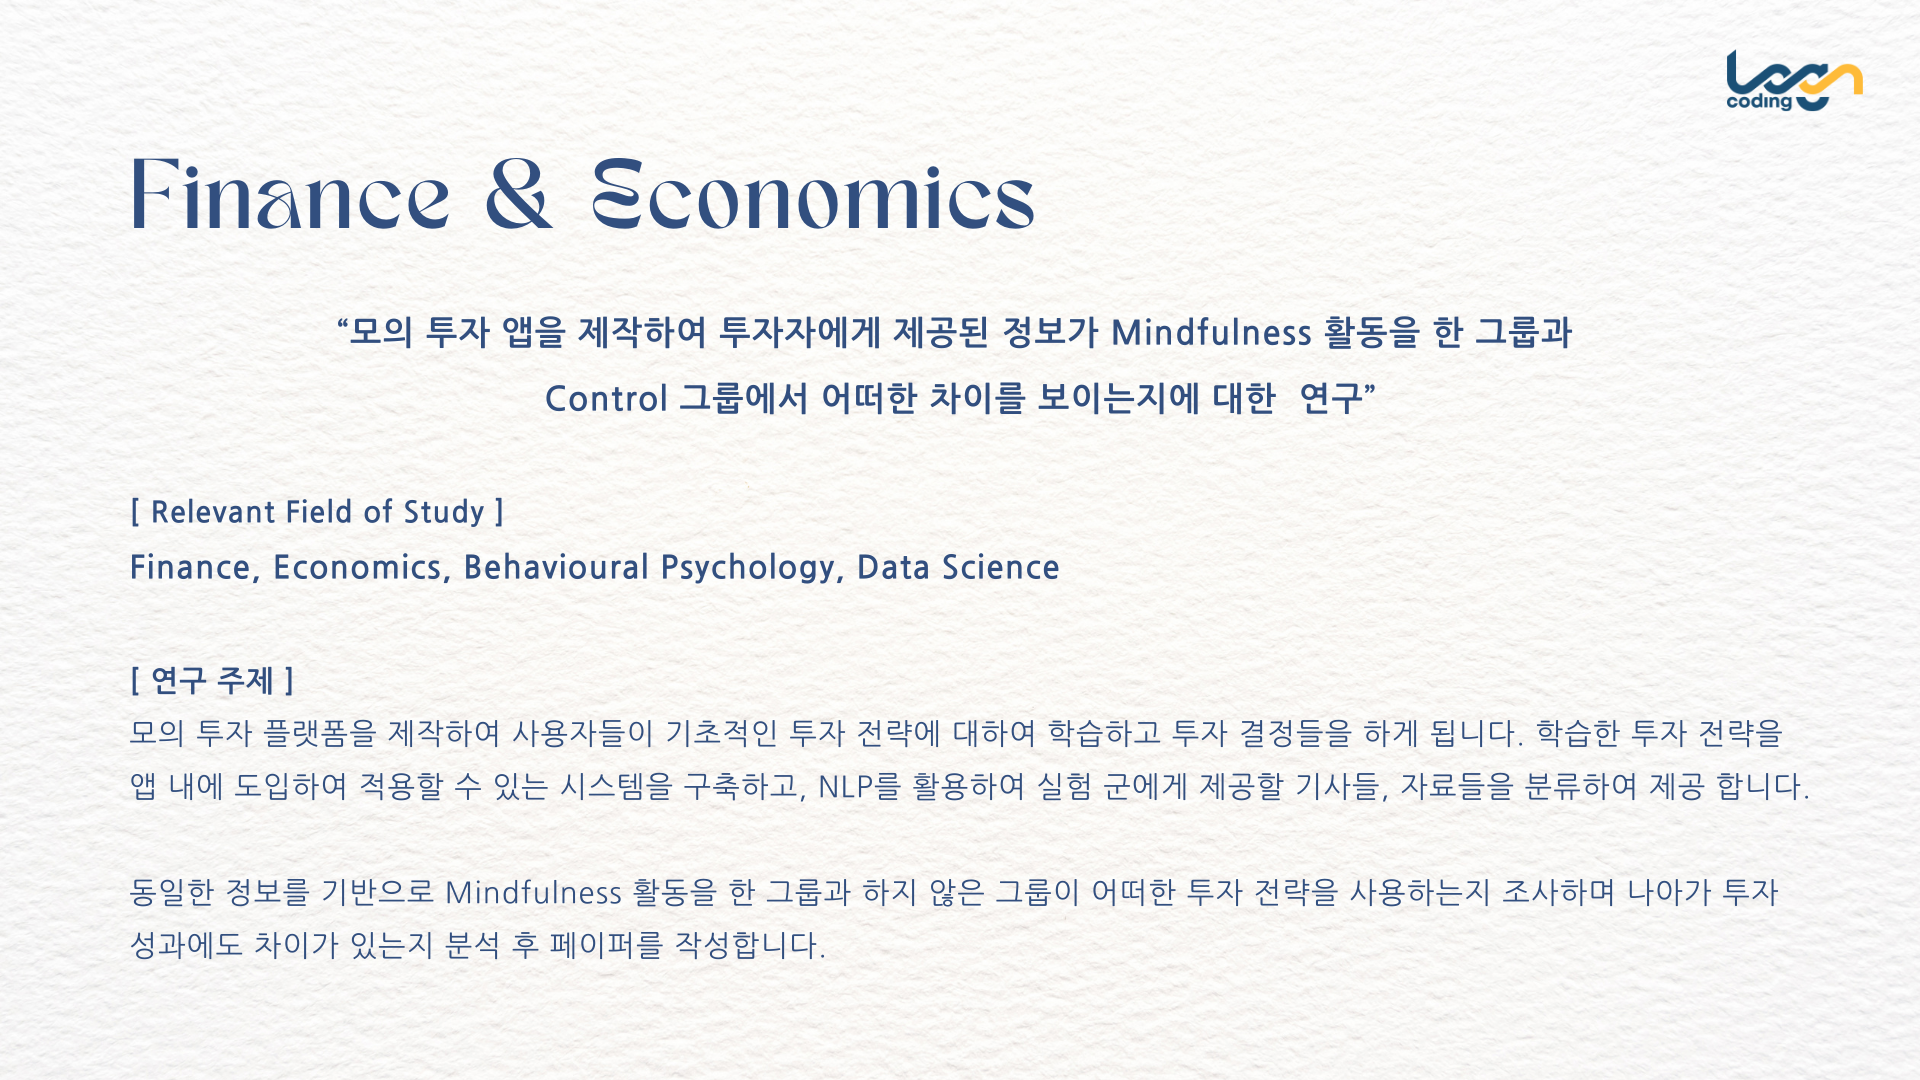 coding
Finance & Economics
“모의 투자 앱을 제작하여 투자자에게 제공된 정보가 Mindfulness 활동을 한 그룹과
Control 그룹에서 어떠한 차이를 보이는지에 대한 연구”
[ Relevant Field of Study ]
Finance, Economics, Behavioural Psychology, Data Science
[ 연구 주제 ]
모의 투자 플랫폼을 제작하여 사용자들이 기초적인 투자 전략에 대하여 학습하고 투자 결정들을 하게 됩니다. 학습한 투자 전략을
앱 내에 도입하여 적용할 수 있는 시스템을 구축하고, NLP를 활용하여 실험 군에게 제공할 기사들, 자료들을 분류하여 제공 합니다.
동일한 정보를 기반으로 Mindfulness 활동을 한 그룹과 하지 않은 그룹이 어떠한 투자 전략을 사용하는지 조사하며 나아가 투자
성과에도 차이가 있는지 분석 후 페이퍼를 작성합니다.